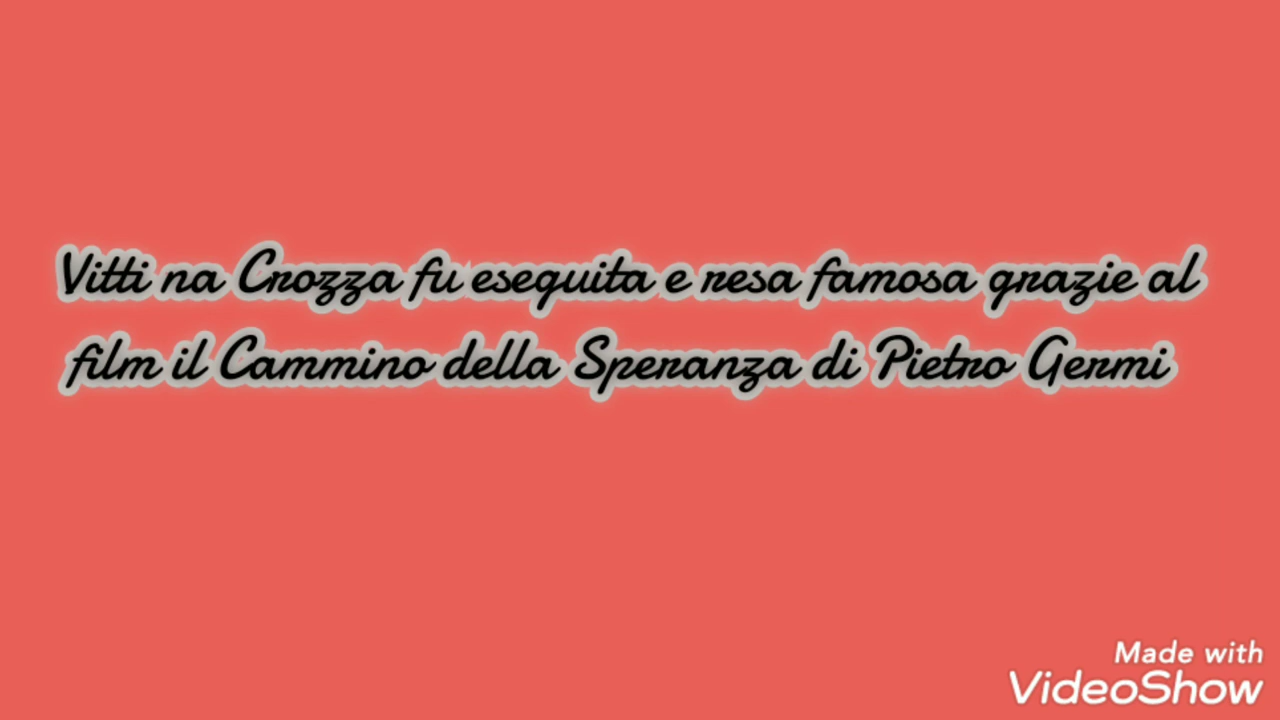 Vitti na Crozza fu eseguita e resa famosa grazie al
film il Cammino della Speranza di Pietro Germi
Made with
VideoShow